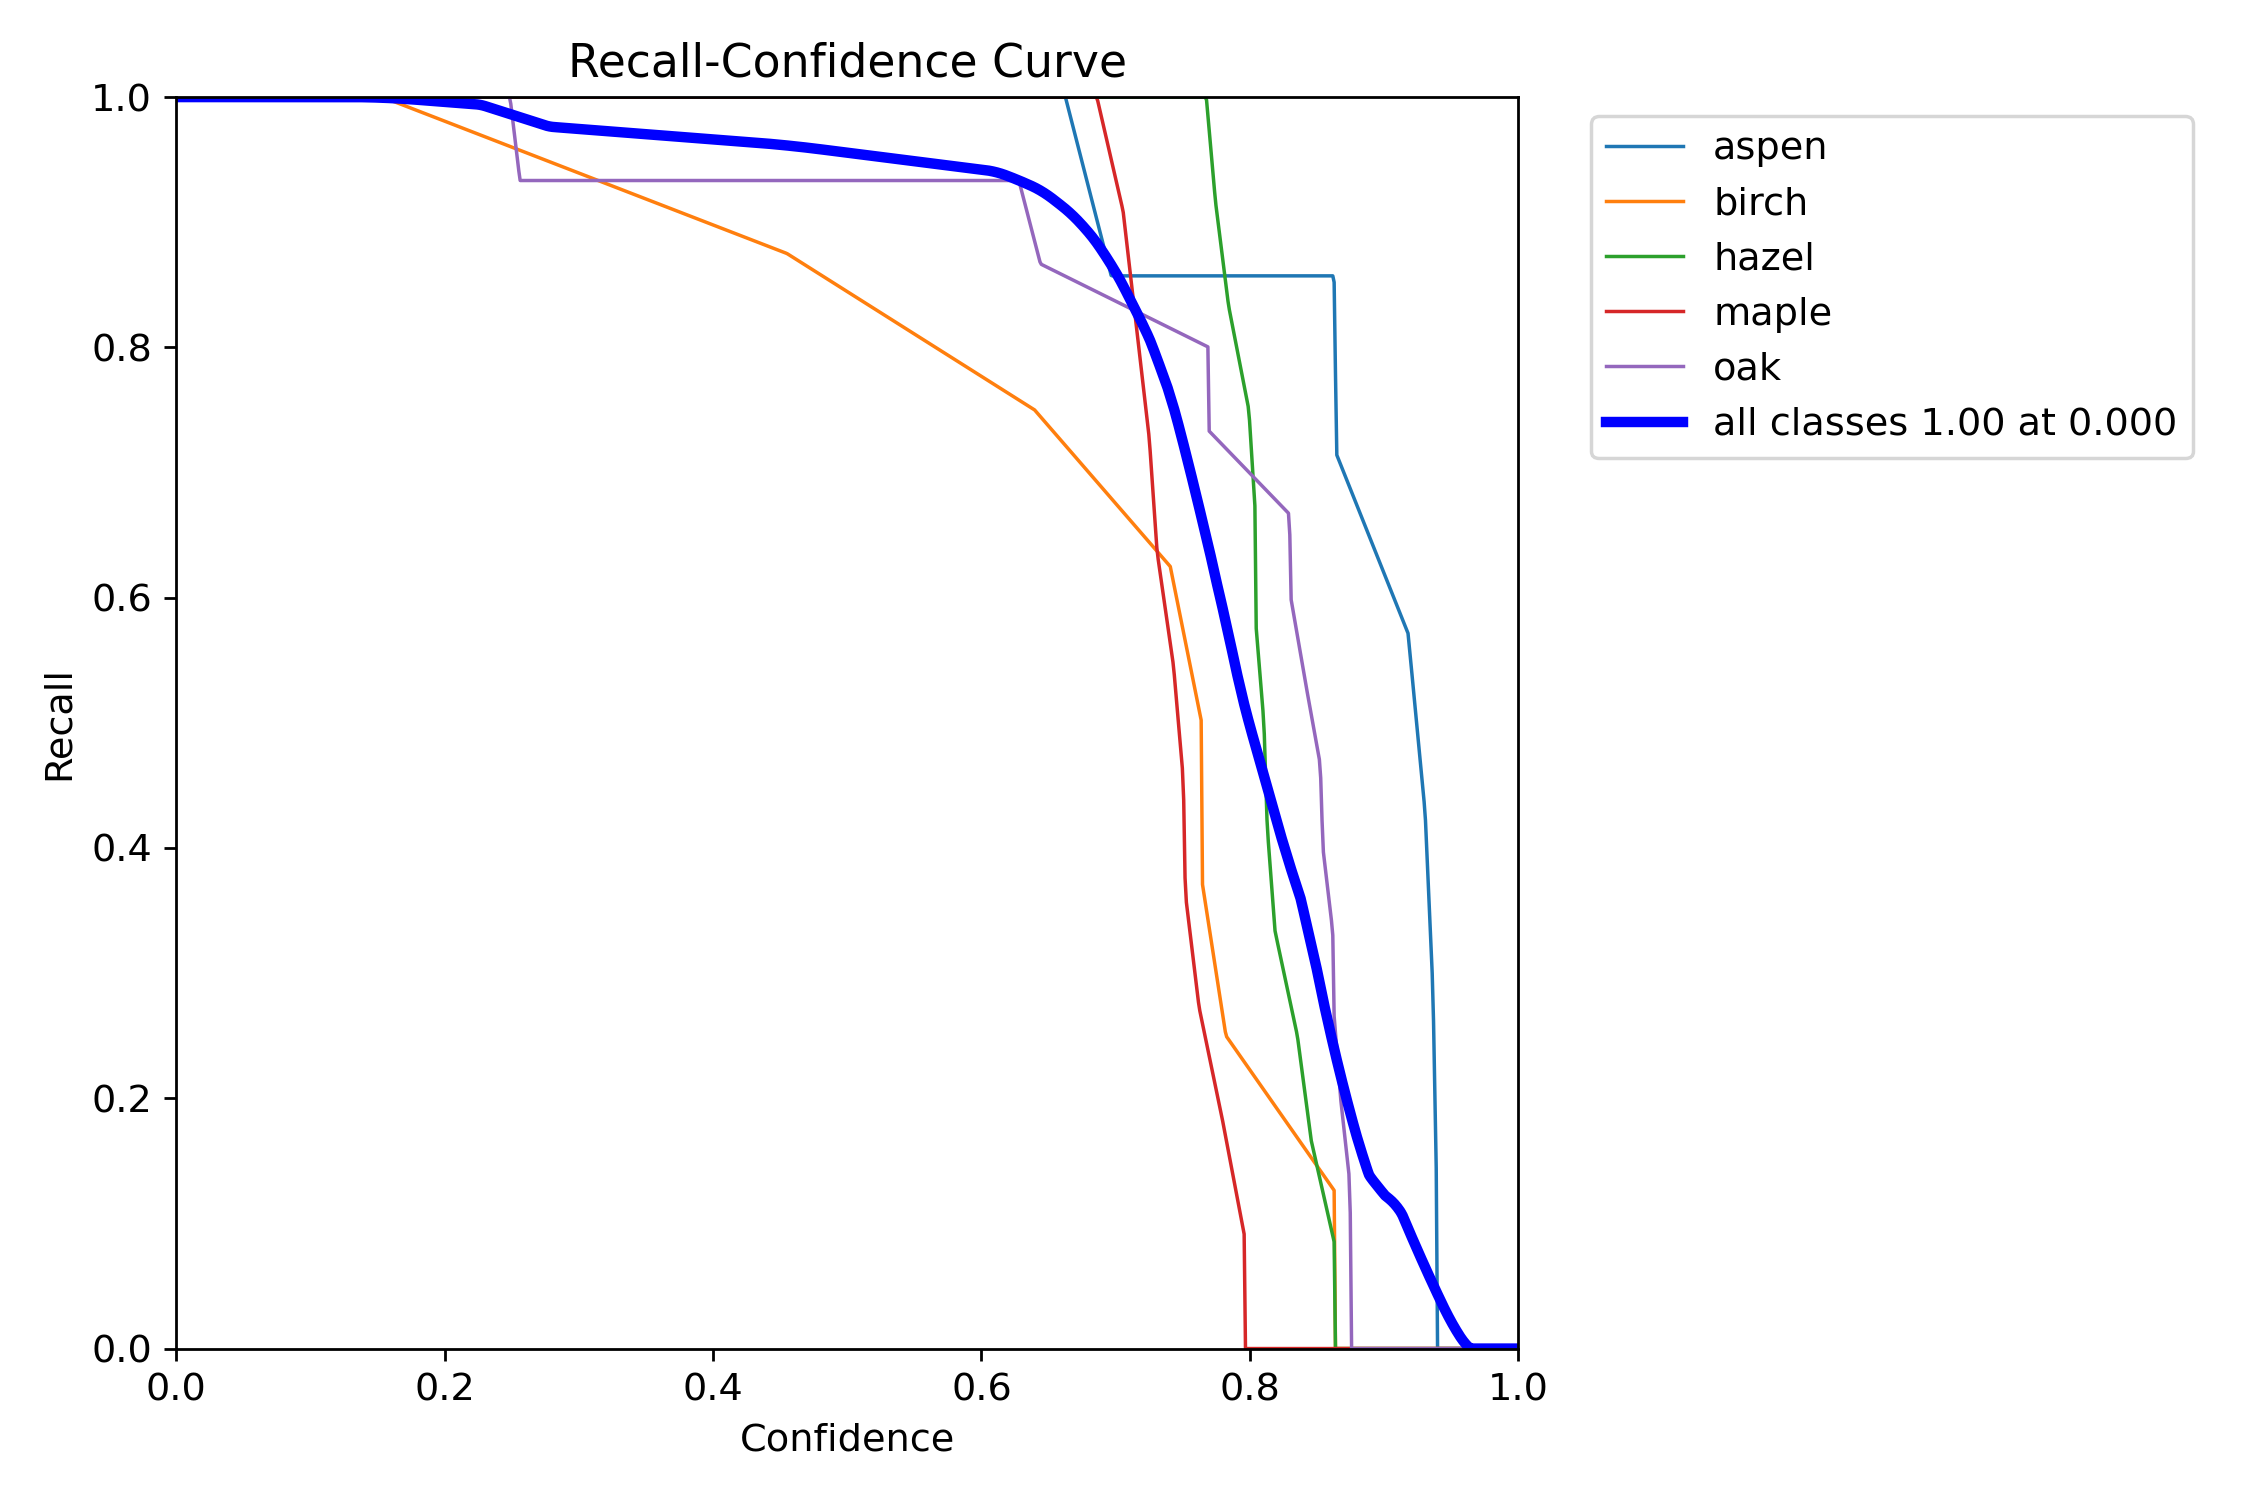 Recall-Confidence Curve
1.0
0.8
0.6
0.4
0.2
0.0
Recall
0.0 0.2 0.4 0.6 0.8 1.0
Confidence
aspen
birch
hazel
maple
oak
all classes 1.00 at 0.000